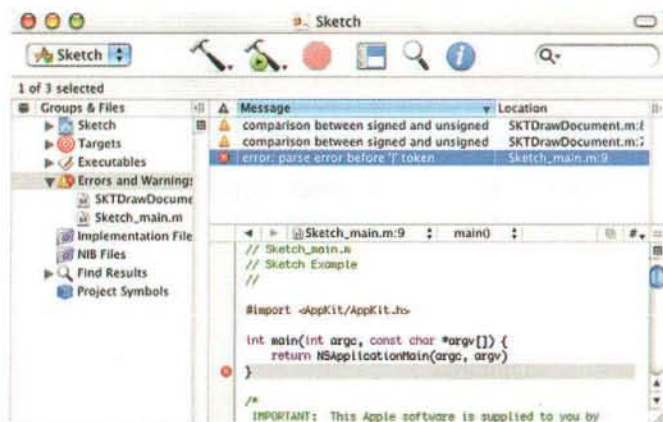 Sketch
Sketch
1 of 3 selected
Groups & Files
Sketch
Targets
Executables
Errors and Warnings
SKTDrawDocume
Sketch_main.m
Implementation File
NIB Files
Find Results
Project Symbols
Message Location
comparison between signed and unsigned SKTDrawDocument.m:
comparison between signed and unsigned SKTDrawDocument.m:
error: parse error before '}' token Sketch_main.m:9
Sketch_main.m:9 main() #
// Sketch_main.m
// Sketch Example
//
#import <AppKit/AppKit.h>
int main(int argc, const char *argv[]) {
return NSApplicationMain(argc, argv)
}
/*
IMPORTANT: This Apple software is supplied to you by